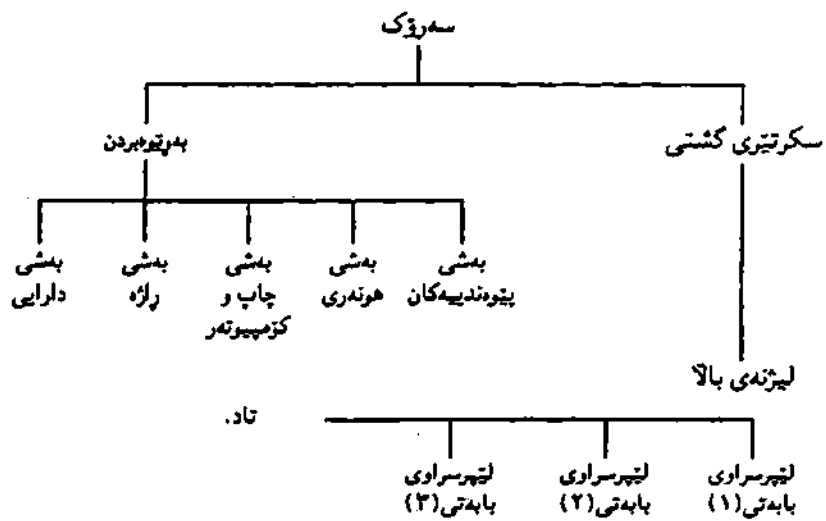 سەرۆک
سکرتێری گشتی
بەڕێوەبردن
بەشی
پێوەندییەکان
بەشی
هونەری
بەشی
چاپ و
کۆمپیوتەر
بەشی
ڕاژە
بەشی
دارایی
لیژنەی باڵا
تاد.
لێپرسراوی
بابەتی(١)
لێپرسراوی
بابەتی(٢)
لێپرسراوی
بابەتی(٣)